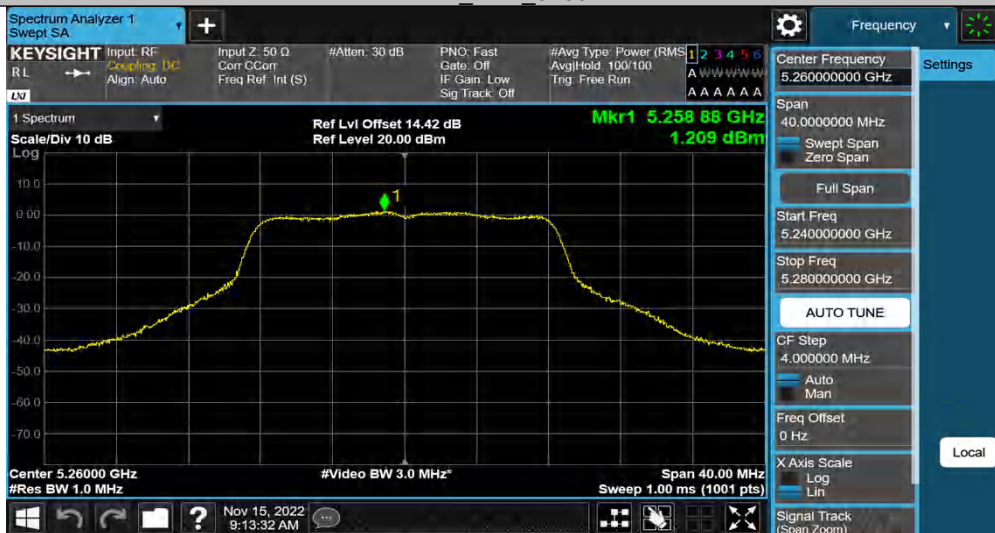 Spectrum Analyzer 1
Swept SA
+
Frequency
KEYSIGHT
RL
LXI
Input: RF
Coupling: DC
Align: Auto
Input Z: 50 Ω
Corr CCorr
Freq Ref: Int (S)
#Atten: 30 dB
PNO: Fast
Gate: Off
IF Gain: Low
Sig Track: Off
#Avg Type: Power (RMS
Avg|Hold: 100/100
Trig: Free Run
1 2 3 4 5 6
A W W W W W
A A A A A A
1 Spectrum
Scale/Div 10 dB
Log
Ref Lvl Offset 14.42 dB
Ref Level 20.00 dBm
Mkr1 5.258 88 GHz
1.209 dBm
1
10.0
0.00
-10.0
-20.0
-30.0
-40.0
-50.0
-60.0
-70.0
Center 5.26000 GHz
#Res BW 1.0 MHz
#Video BW 3.0 MHz*
Span 40.00 MHz
Sweep 1.00 ms (1001 pts)
?
Nov 15, 2022
9:13:32 AM
Center Frequency
5.260000000 GHz
Span
40.0000000 MHz
Swept Span
Zero Span
Full Span
Start Freq
5.240000000 GHz
Stop Freq
5.280000000 GHz
AUTO TUNE
CF Step
4.000000 MHz
Auto
Man
Freq Offset
0 Hz
X Axis Scale
Log
Lin
Signal Track
(Span Zoom)
Settings
Local